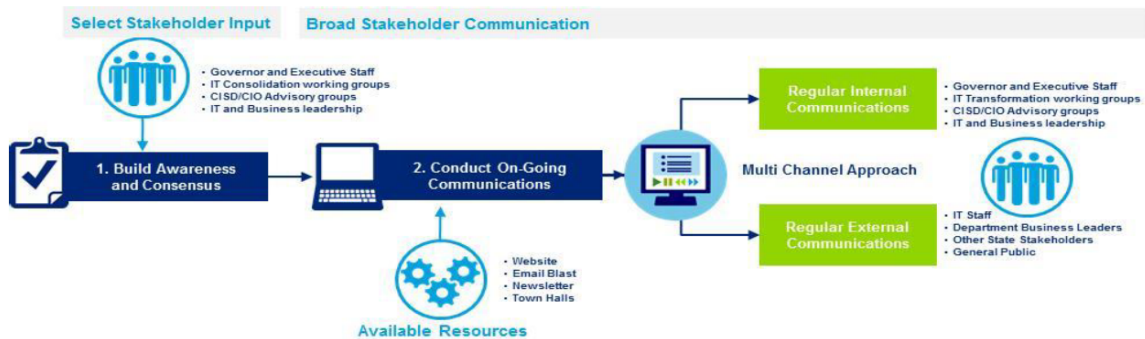 Select Stakeholder Input
Broad Stakeholder Communication
• Governor and Executive Staff
• IT Consolidation working groups
• CISD/CIO Advisory groups
• IT and Business leadership
1. Build Awareness
and Consensus
2. Conduct On-Going
Communications
• Website
• Email Blast
• Newsletter
• Town Halls
Available Resources
Multi Channel Approach
Regular Internal
Communications
• Governor and Executive Staff
• IT Transformation working groups
• CISD/CIO Advisory groups
• IT and Business leadership
Regular External
Communications
• IT Staff
• Department Business Leaders
• Other State Stakeholders
• General Public